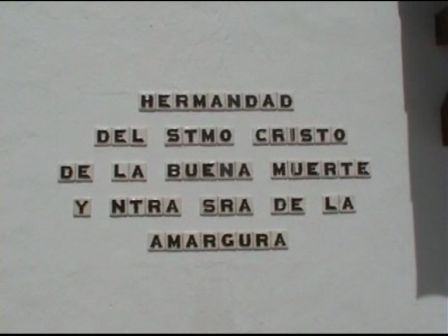 HERMANDAD
DEL STMO CRISTO
DE LA BUENA MUERTE
Y NTRA SRA DE LA
AMARGURA